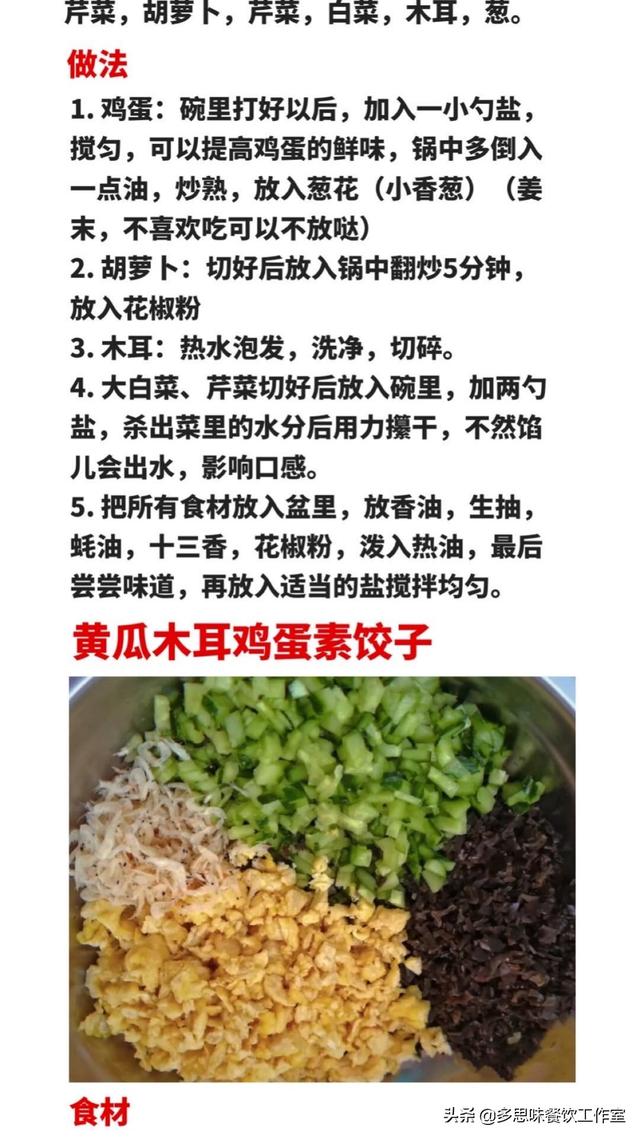 芹菜，胡萝卜，芹菜，白菜，木耳，葱。
做法
1. 鸡蛋：碗里打好以后，加入一小勺盐，
搅匀，可以提高鸡蛋的鲜味，锅中多倒入
一点油，炒熟，放入葱花（小香葱）（姜
末，不喜欢吃可以不放哒）
2. 胡萝卜：切好后放入锅中翻炒5分钟，
放入花椒粉
3. 木耳：热水泡发，洗净，切碎。
4. 大白菜、芹菜切好后放入碗里，加两勺
盐，杀出菜里的水分后用力攥干，不然馅
儿会出水，影响口感。
5. 把所有食材放入盆里，放香油，生抽，
蚝油，十三香，花椒粉，泼入热油，最后
尝尝味道，再放入适当的盐搅拌均匀。
黄瓜木耳鸡蛋素饺子
食材
头条 @多思味餐饮工作室